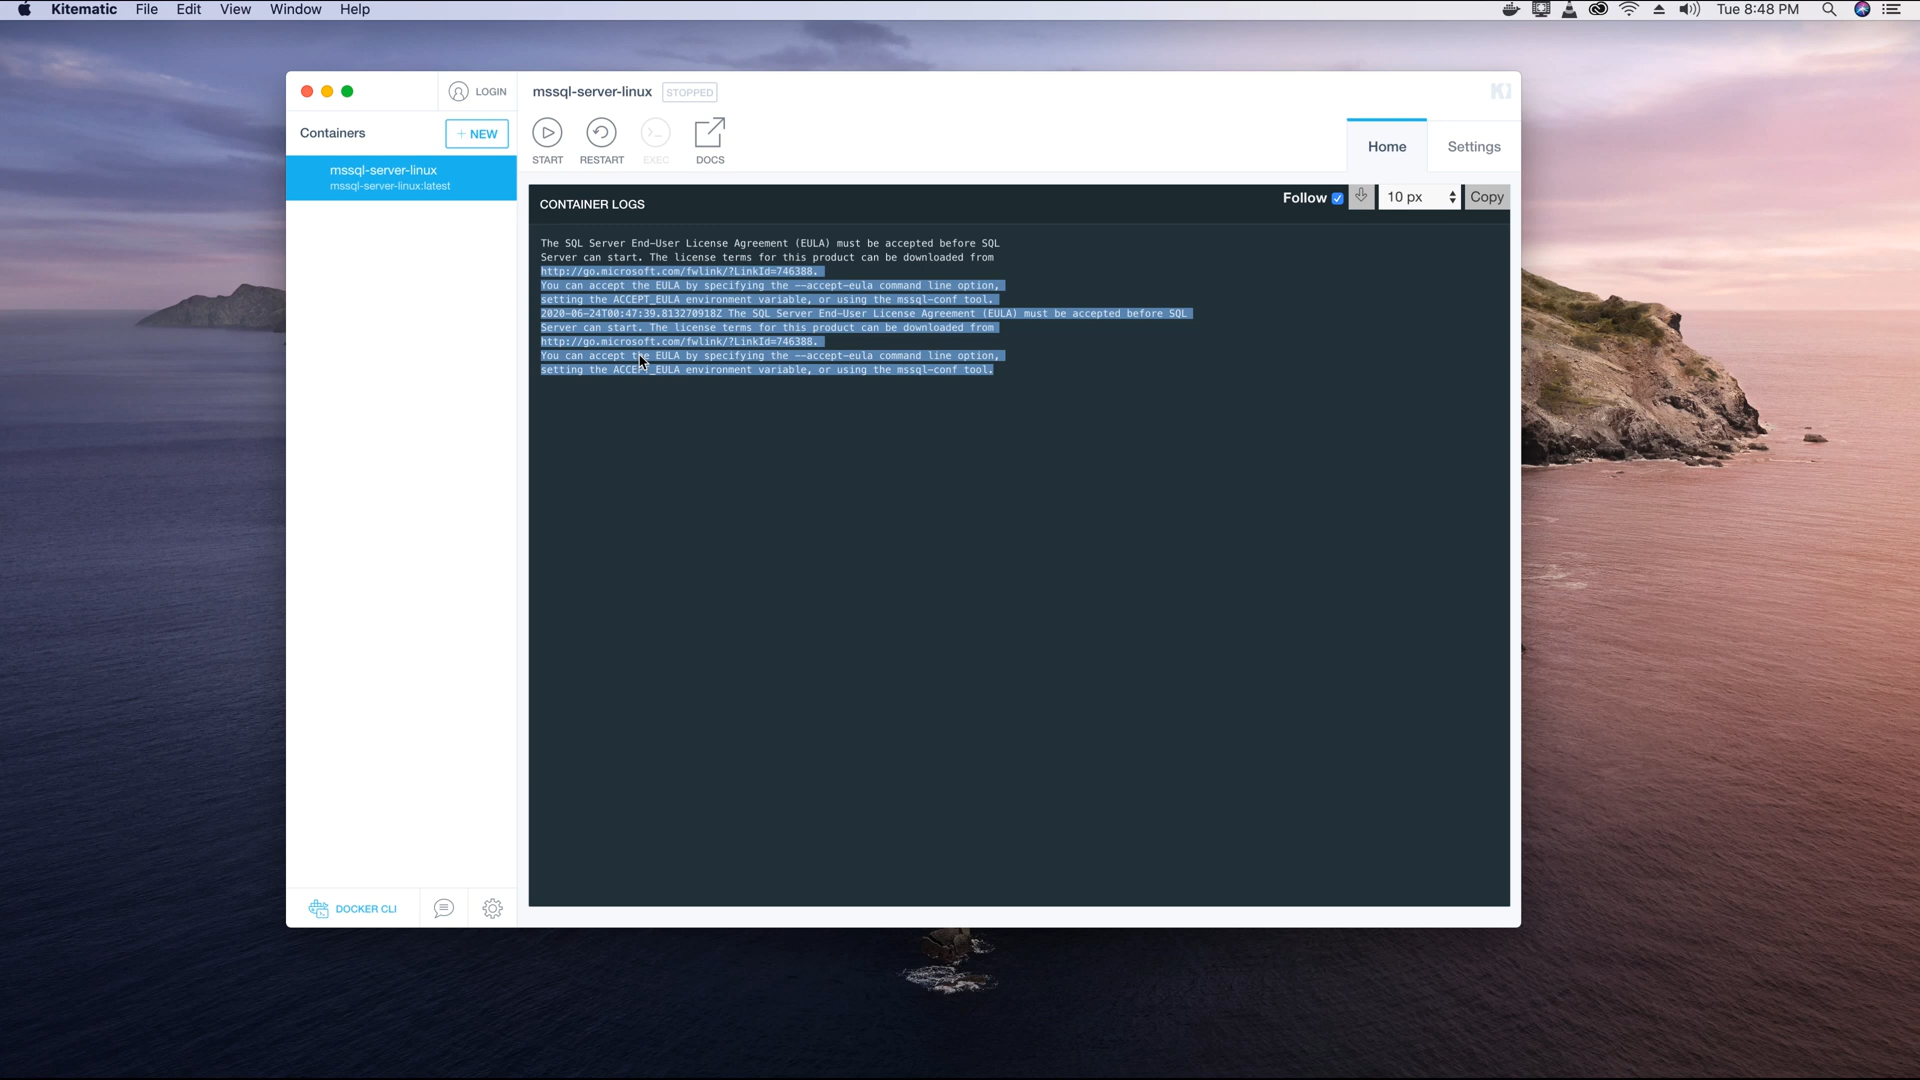 Kitematic File Edit View Window Help Tue 8:48 PM
LOGIN
mssql-server-linux STOPPED
Containers + NEW
START RESTART EXEC DOCS
Home Settings
mssql-server-linux
mssql-server-linux:latest
CONTAINER LOGS Follow 10 px Copy
The SQL Server End-User License Agreement (EULA) must be accepted before SQL
Server can start. The license terms for this product can be downloaded from
http://go.microsoft.com/fwlink/?LinkId=746388.
You can accept the EULA by specifying the --accept-eula command line option,
setting the ACCEPT_EULA environment variable, or using the mssql-conf tool.
2020-06-24T00:47:39.813270918Z The SQL Server End-User License Agreement (EULA) must be accepted before SQL
Server can start. The license terms for this product can be downloaded from
http://go.microsoft.com/fwlink/?LinkId=746388.
You can accept the EULA by specifying the --accept-eula command line option,
setting the ACCEPT_EULA environment variable, or using the mssql-conf tool.
DOCKER CLI